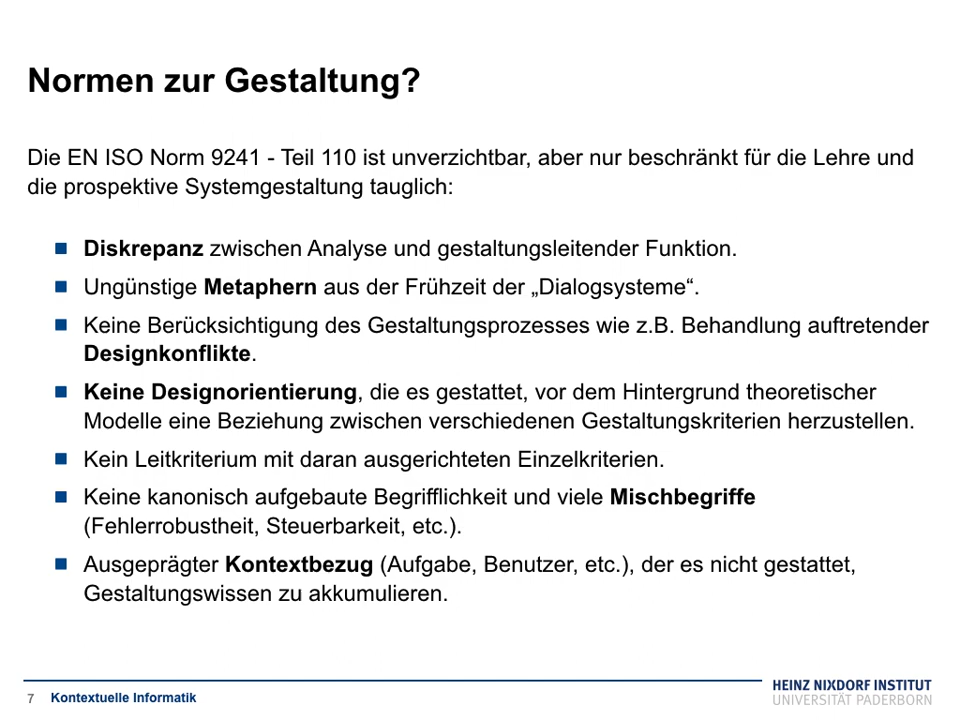 Normen zur Gestaltung?
Die EN ISO Norm 9241 - Teil 110 ist unverzichtbar, aber nur beschränkt für die Lehre und
die prospektive Systemgestaltung tauglich:
Diskrepanz zwischen Analyse und gestaltungsleitender Funktion.
Ungünstige Metaphern aus der Frühzeit der „Dialogsysteme“.
Keine Berücksichtigung des Gestaltungsprozesses wie z.B. Behandlung auftretender
Designkonflikte.
Keine Designorientierung, die es gestattet, vor dem Hintergrund theoretischer
Modelle eine Beziehung zwischen verschiedenen Gestaltungskriterien herzustellen.
Kein Leitkriterium mit daran ausgerichteten Einzelkriterien.
Keine kanonisch aufgebaute Begrifflichkeit und viele Mischbegriffe
(Fehlerrobustheit, Steuerbarkeit, etc.).
Ausgeprägter Kontextbezug (Aufgabe, Benutzer, etc.), der es nicht gestattet,
Gestaltungswissen zu akkumulieren.
7 Kontextuelle Informatik
HEINZ NIXDORF INSTITUT
UNIVERSITÄT PADERBORN